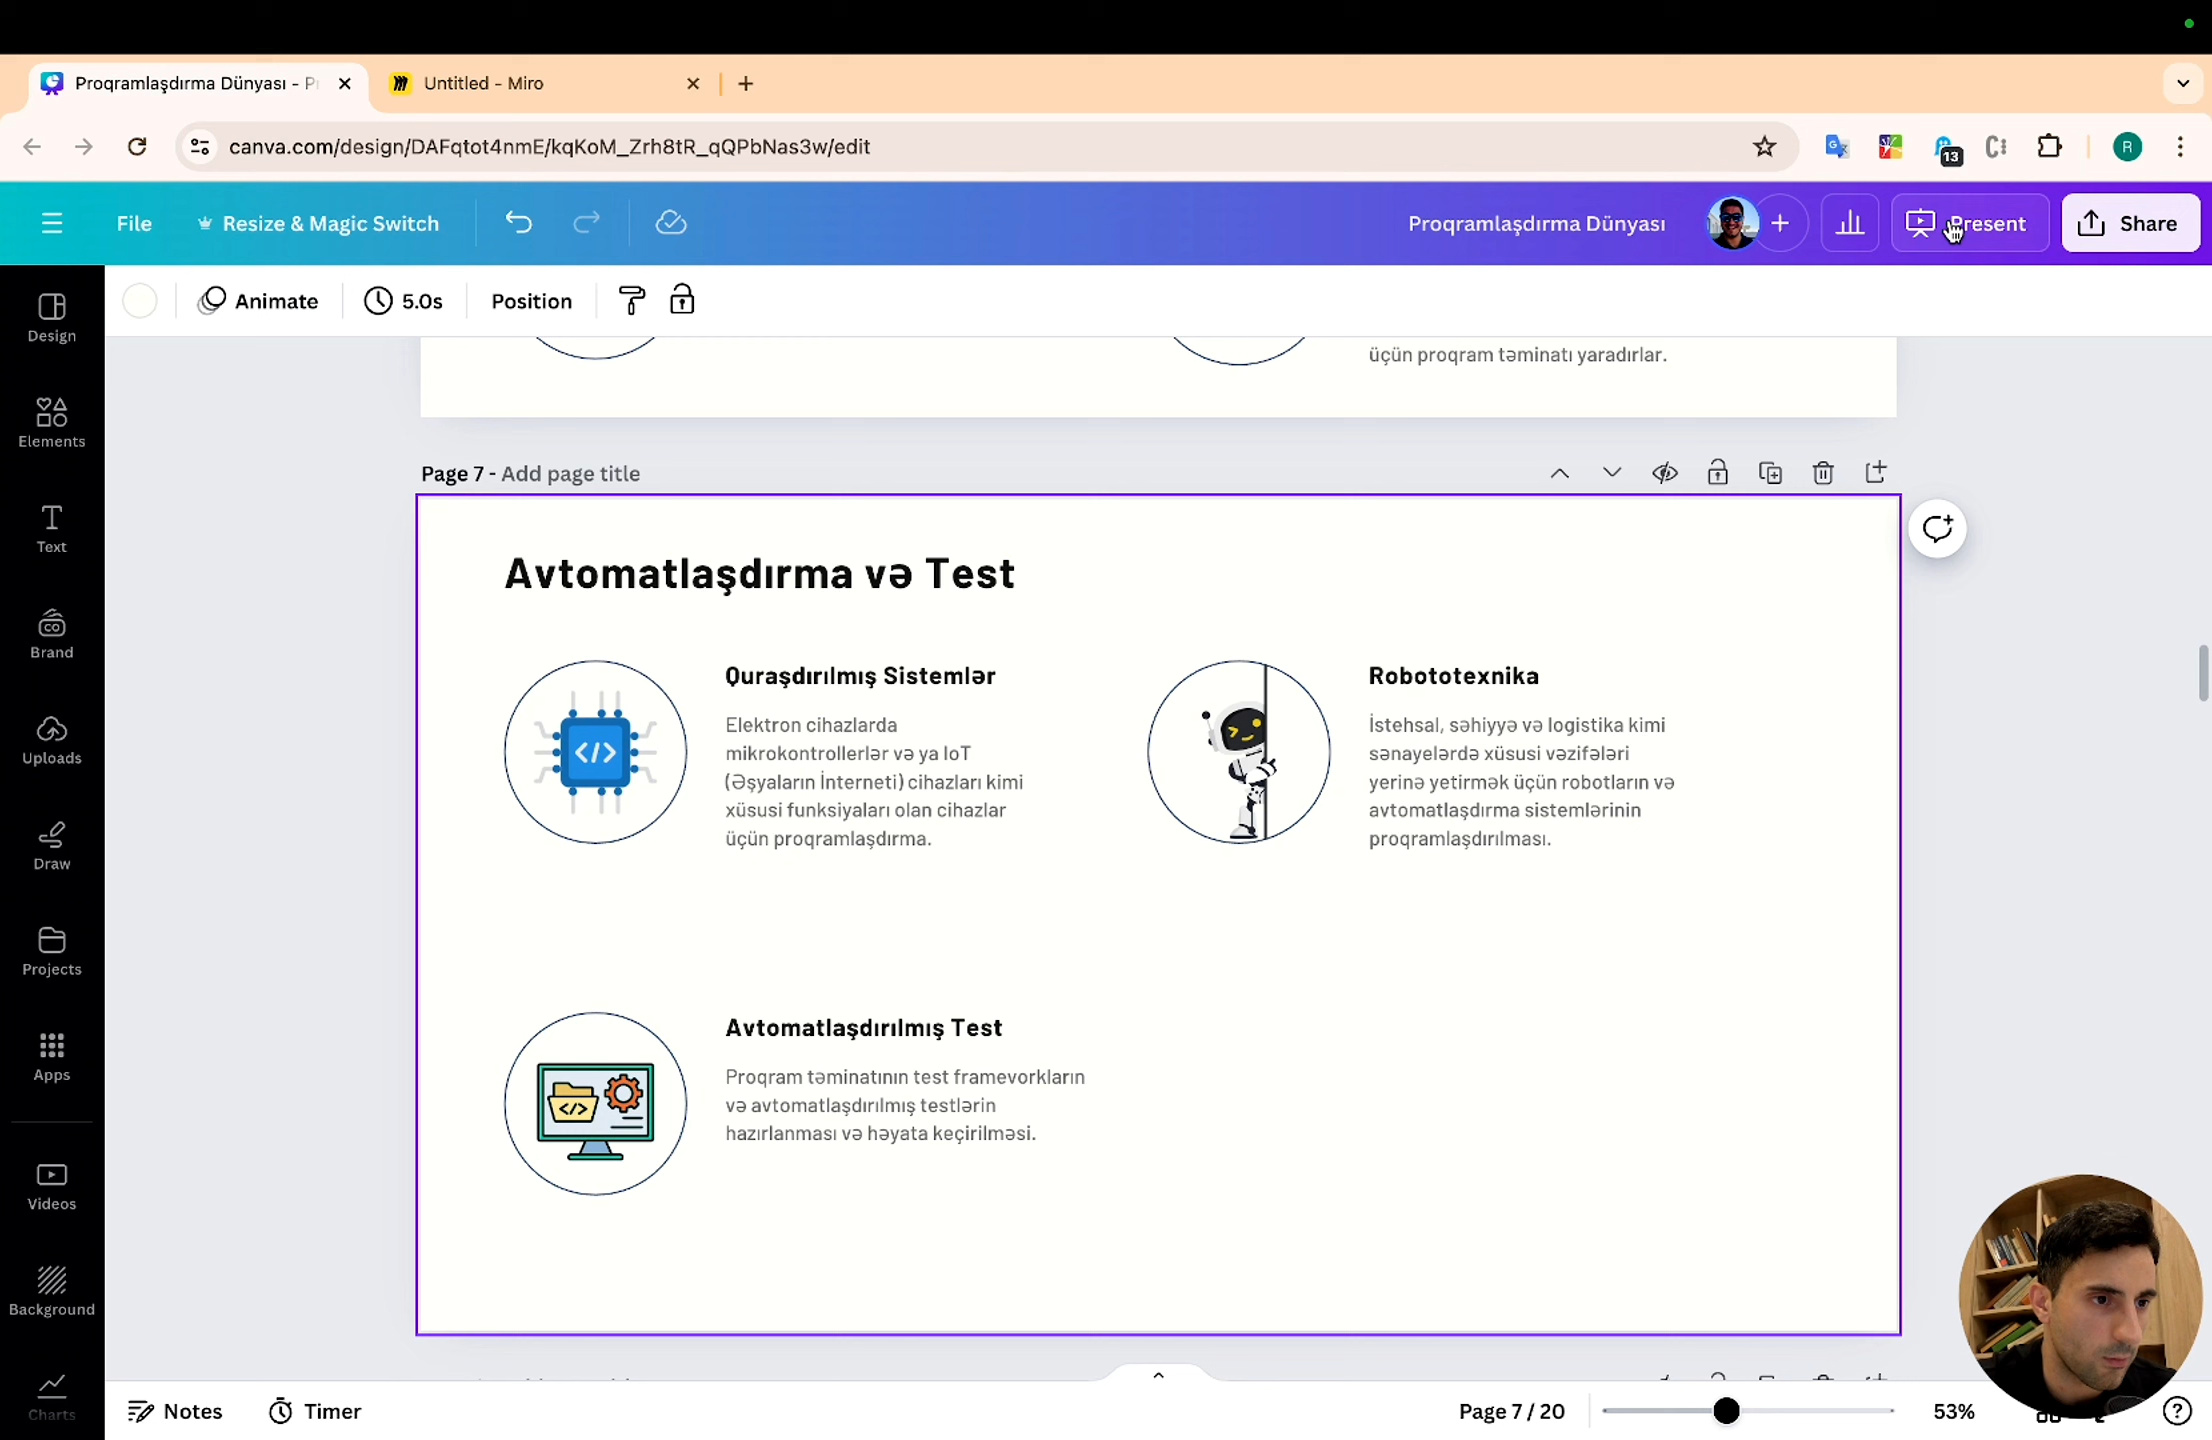 Proqramlaşdırma Dünyası - P
Untitled - Miro
canva.com/design/DAFqtot4nmE/kqKoM_Zrh8tR_qQPbNas3w/edit
13
R
File
Resize & Magic Switch
Proqramlaşdırma Dünyası
Present
Share
Animate
5.0s
Position
Design
Elements
Text
Brand
Uploads
Draw
Projects
Apps
Videos
Background
Charts
üçün proqram təminatı yaradırlar.
Page 7 - Add page title
Avtomatlaşdırma və Test
Quraşdırılmış Sistemlər
Elektron cihazlarda
mikrokontrollerlər və ya IoT
(Əşyaların İnterneti) cihazları kimi
xüsusi funksiyaları olan cihazlar
üçün proqramlaşdırma.
Robototexnika
İstehsal, səhiyyə və logistika kimi
sənayelərdə xüsusi vəzifələri
yerinə yetirmək üçün robotların və
avtomatlaşdırma sistemlərinin
proqramlaşdırılması.
Avtomatlaşdırılmış Test
Proqram təminatının test framevorkların
və avtomatlaşdırılmış testlərin
hazırlanması və həyata keçirilməsi.
Notes
Timer
Page 7 / 20
53%